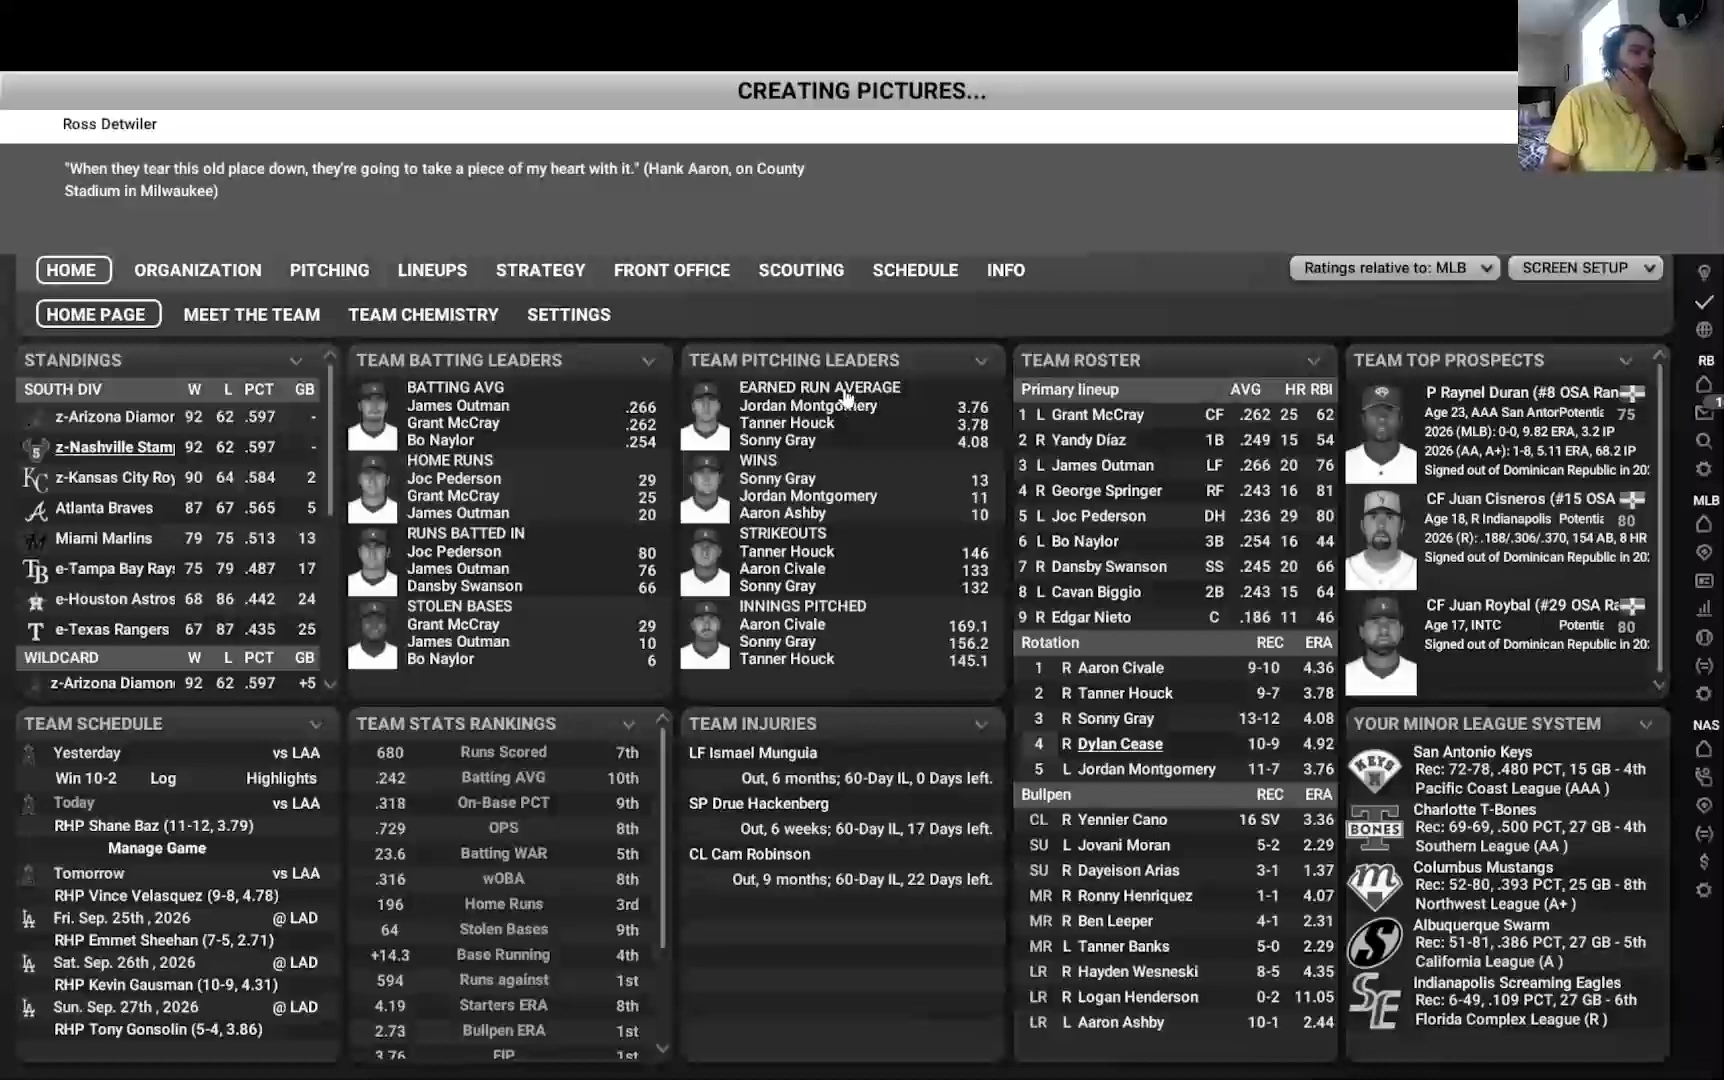 CREATING PICTURES...
Ross Detwiler
"When they tear this old place down, they're going to take a piece of my heart with it." (Hank Aaron, on County
Stadium in Milwaukee)
HOME ORGANIZATION PITCHING LINEUPS STRATEGY FRONT OFFICE SCOUTING SCHEDULE INFO
Ratings relative to: MLB SCREEN SETUP
HOME PAGE MEET THE TEAM TEAM CHEMISTRY SETTINGS
STANDINGS
SOUTH DIV W L PCT GB
z-Arizona Diamor 92 62 .597 -
z-Nashville Stam 92 62 .597 -
z-Kansas City Roy 90 64 .584 2
Atlanta Braves 87 67 .565 5
Miami Marlins 79 75 .513 13
e-Tampa Bay Ray 75 79 .487 17
e-Houston Astros 68 86 .442 24
e-Texas Rangers 67 87 .435 25
WILDCARD W L PCT GB
z-Arizona Diamon 92 62 .597 +5
TEAM BATTING LEADERS
BATTING AVG
James Outman .266
Grant McCray .262
Bo Naylor .254
HOME RUNS
Joc Pederson 29
Grant McCray 25
James Outman 20
RUNS BATTED IN
Joc Pederson 80
James Outman 76
Dansby Swanson 66
STOLEN BASES
Grant McCray 29
James Outman 10
Bo Naylor 6
TEAM PITCHING LEADERS
EARNED RUN AVERAGE
Jordan Montgomery 3.76
Tanner Houck 3.78
Sonny Gray 4.08
WINS
Sonny Gray 13
Jordan Montgomery 11
Aaron Ashby 10
STRIKEOUTS
Tanner Houck 146
Aaron Civale 133
Sonny Gray 132
INNINGS PITCHED
Aaron Civale 169.1
Sonny Gray 156.2
Tanner Houck 145.1
TEAM ROSTER
Primary lineup AVG HR RBI
1 L Grant McCray CF .262 25 62
2 R Yandy Díaz 1B .249 15 54
3 L James Outman LF .266 20 76
4 R George Springer RF .243 16 81
5 L Joc Pederson DH .236 29 80
6 L Bo Naylor 3B .254 16 44
7 R Dansby Swanson SS .245 20 66
8 L Cavan Biggio 2B .243 15 64
9 R Edgar Nieto C .186 11 46
Rotation REC ERA
1 R Aaron Civale 9-10 4.36
2 R Tanner Houck 9-7 3.78
3 R Sonny Gray 13-12 4.08
4 R Dylan Cease 10-9 4.92
5 L Jordan Montgomery 11-7 3.76
Bullpen REC ERA
CL R Yennier Cano 16 SV 3.36
SU L Jovani Moran 5-2 2.29
SU R Dayeison Arias 3-1 1.37
MR R Ronny Henriquez 1-1 4.07
MR R Ben Leeper 4-1 2.31
MR L Tanner Banks 5-0 2.29
LR R Hayden Wesneski 8-5 4.35
LR R Logan Henderson 0-2 11.05
LR L Aaron Ashby 10-1 2.44
TEAM TOP PROSPECTS
P Raynel Duran (#8 OSA Ran
Age 23, AAA San Antor Potentia 75
2026 (MLB): 0-0, 9.82 ERA, 3.2 IP
2026 (AA, A+): 1-8, 5.11 ERA, 68.2 IP
Signed out of Dominican Republic in 20
CF Juan Cisneros (#15 OSA
Age 18, R Indianapolis Potentia 80
2026 (R): .188/.306/.370, 154 AB, 8 HR
Signed out of Dominican Republic in 20
CF Juan Roybal (#29 OSA Ra
Age 17, INTC Potentia 80
Signed out of Dominican Republic in 20
TEAM SCHEDULE
Yesterday vs LAA
Win 10-2 Log Highlights
Today vs LAA
RHP Shane Baz (11-12, 3.79)
Manage Game
Tomorrow vs LAA
RHP Vince Velasquez (9-8, 4.78)
Fri. Sep. 25th , 2026 @ LAD
RHP Emmet Sheehan (7-5, 2.71)
Sat. Sep. 26th , 2026 @ LAD
RHP Kevin Gausman (10-9, 4.31)
Sun. Sep. 27th , 2026 @ LAD
RHP Tony Gonsolin (5-4, 3.86)
TEAM STATS RANKINGS
680 Runs Scored 7th
.242 Batting AVG 10th
.318 On-Base PCT 9th
.729 OPS 8th
23.6 Batting WAR 5th
.316 wOBA 8th
196 Home Runs 3rd
64 Stolen Bases 9th
+14.3 Base Running 4th
594 Runs against 1st
4.19 Starters ERA 8th
2.73 Bullpen ERA 1st
3.76 FIP 1st
TEAM INJURIES
LF Ismael Munguia
Out, 6 months; 60-Day IL, 0 Days left.
SP Drue Hackenberg
Out, 6 weeks; 60-Day IL, 17 Days left.
CL Cam Robinson
Out, 9 months; 60-Day IL, 22 Days left.
YOUR MINOR LEAGUE SYSTEM
KEYS
San Antonio Keys
Rec: 72-78, .480 PCT, 15 GB - 4th
Pacific Coast League (AAA )
BONES
Charlotte T-Bones
Rec: 69-69, .500 PCT, 27 GB - 4th
Southern League (AA )
m
Columbus Mustangs
Rec: 52-80, .393 PCT, 25 GB - 8th
Northwest League (A+ )
S
Albuquerque Swarm
Rec: 51-81, .386 PCT, 27 GB - 5th
California League (A )
SE
Indianapolis Screaming Eagles
Rec: 6-49, .109 PCT, 27 GB - 6th
Florida Complex League (R )
RB
1
MLB
NAS